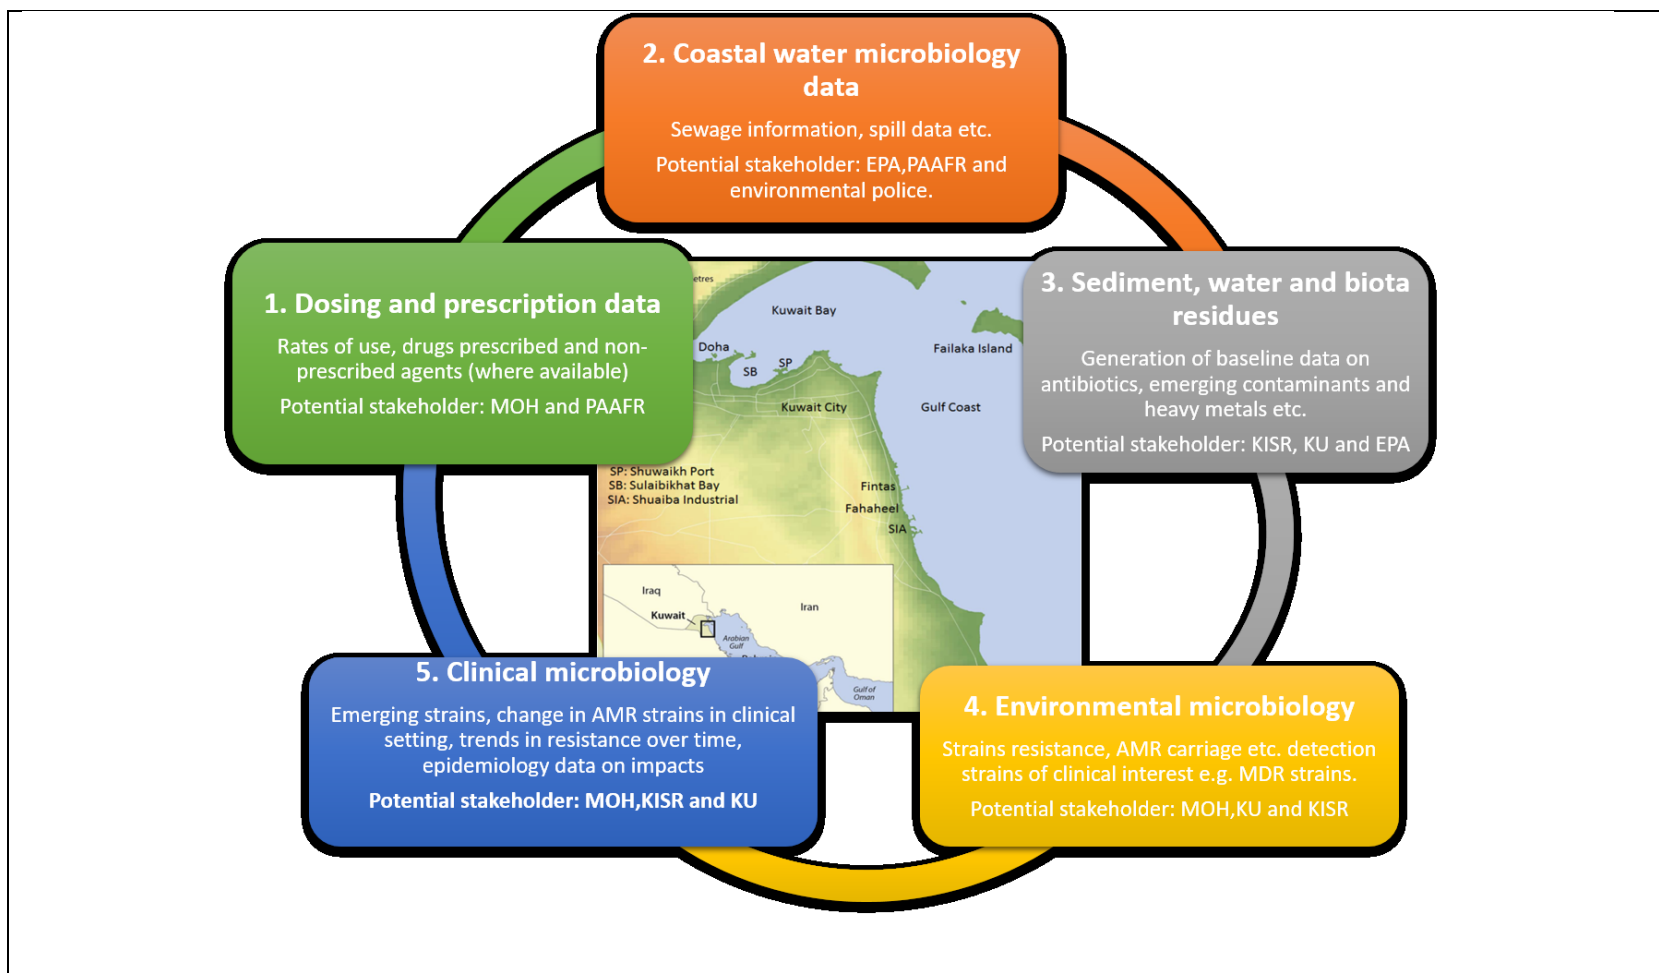 2. Coastal water microbiology
data
Sewage information, spill data etc.
Potential stakeholder: EPA,PAAFR and
environmental police.
1. Dosing and prescription data
Rates of use, drugs prescribed and non-
prescribed agents (where available)
Potential stakeholder: MOH and PAAFR
3. Sediment, water and biota
residues
Generation of baseline data on
antibiotics, emerging contaminants and
heavy metals etc.
Potential stakeholder: KISR, KU and EPA
Kuwait Bay
Doha
SP
SB
Failaka Island
Kuwait City
Gulf Coast
SP: Shuwaikh Port
SB: Sulaibikhat Bay
SIA: Shuaiba Industrial
Fintas
Fahaheel
SIA
Iraq
Iran
Kuwait
Arabian
Gulf
Gulf of
Oman
5. Clinical microbiology
Emerging strains, change in AMR strains in clinical
setting, trends in resistance over time,
epidemiology data on impacts
Potential stakeholder: MOH,KISR and KU
4. Environmental microbiology
Strains resistance, AMR carriage etc. detection
strains of clinical interest e.g. MDR strains.
Potential stakeholder: MOH,KU and KISR